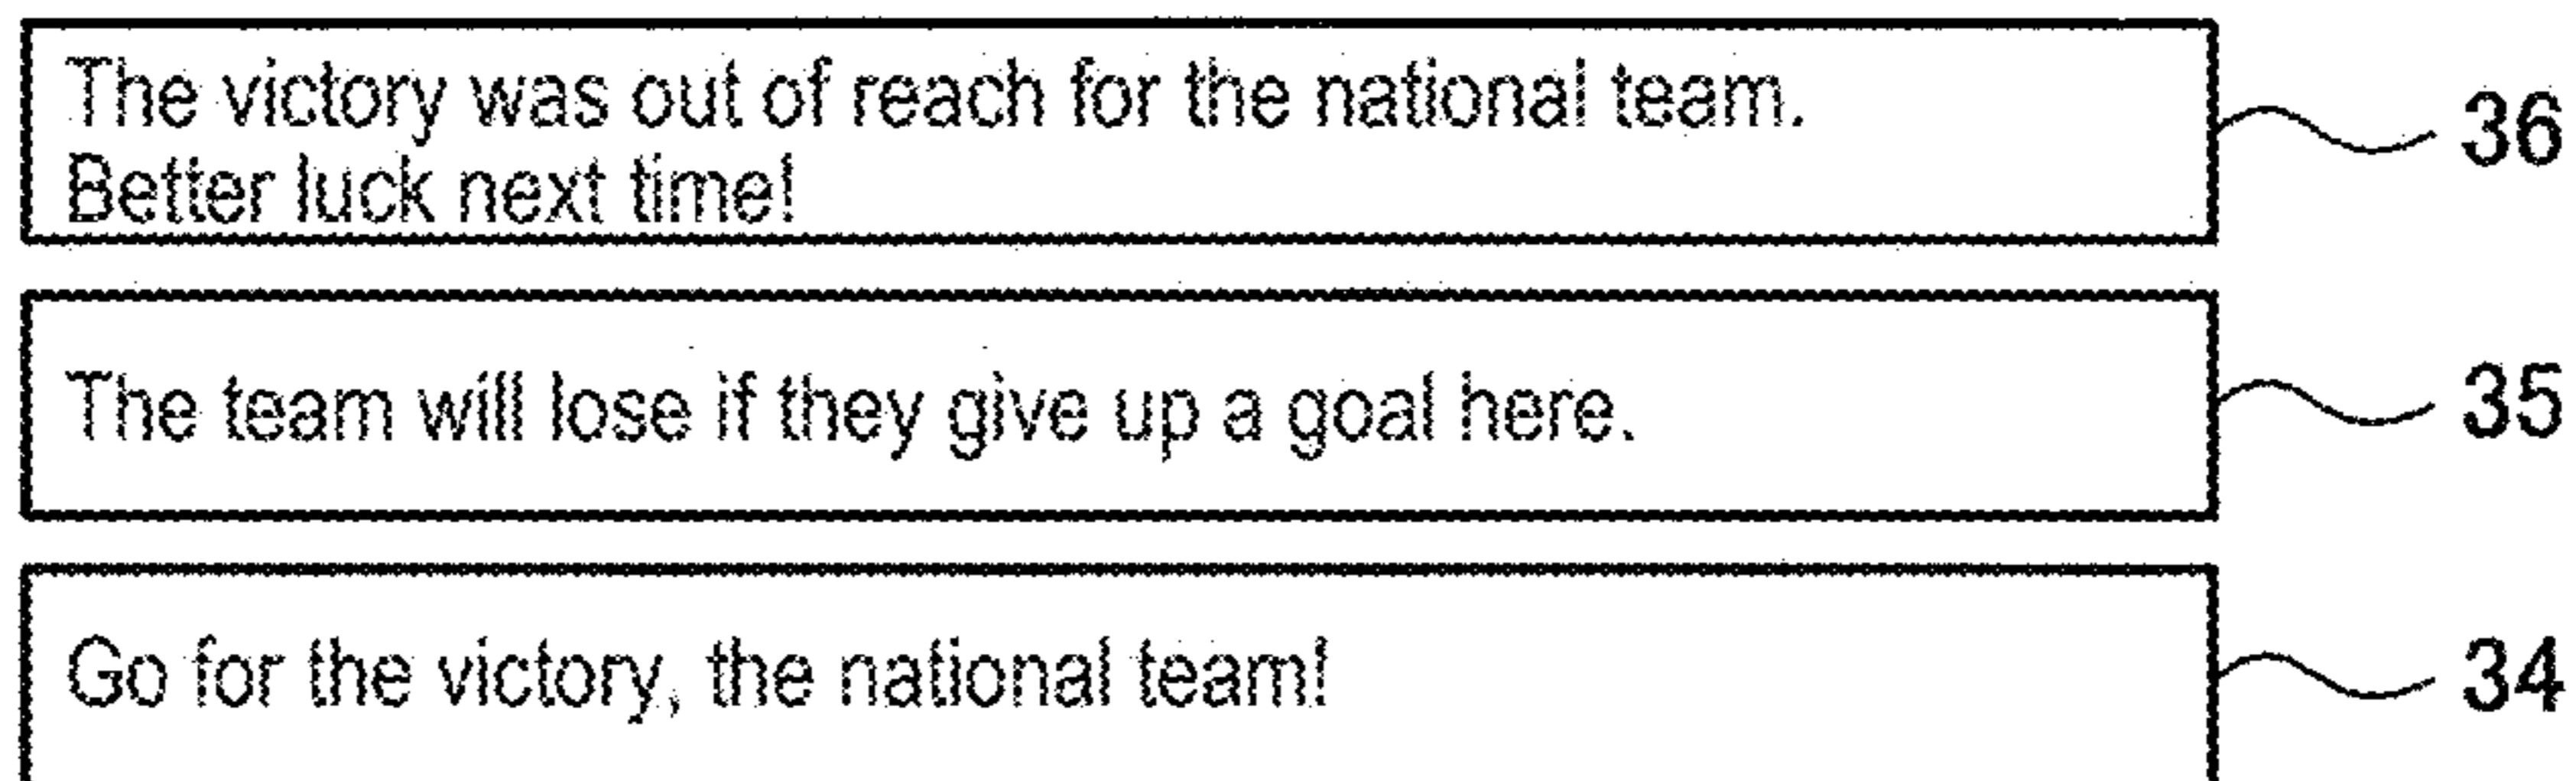 The victory was out of reach for the national team.
Better luck next time!
36
The team will lose if they give up a goal here.
35
Go for the victory, the national team!
34